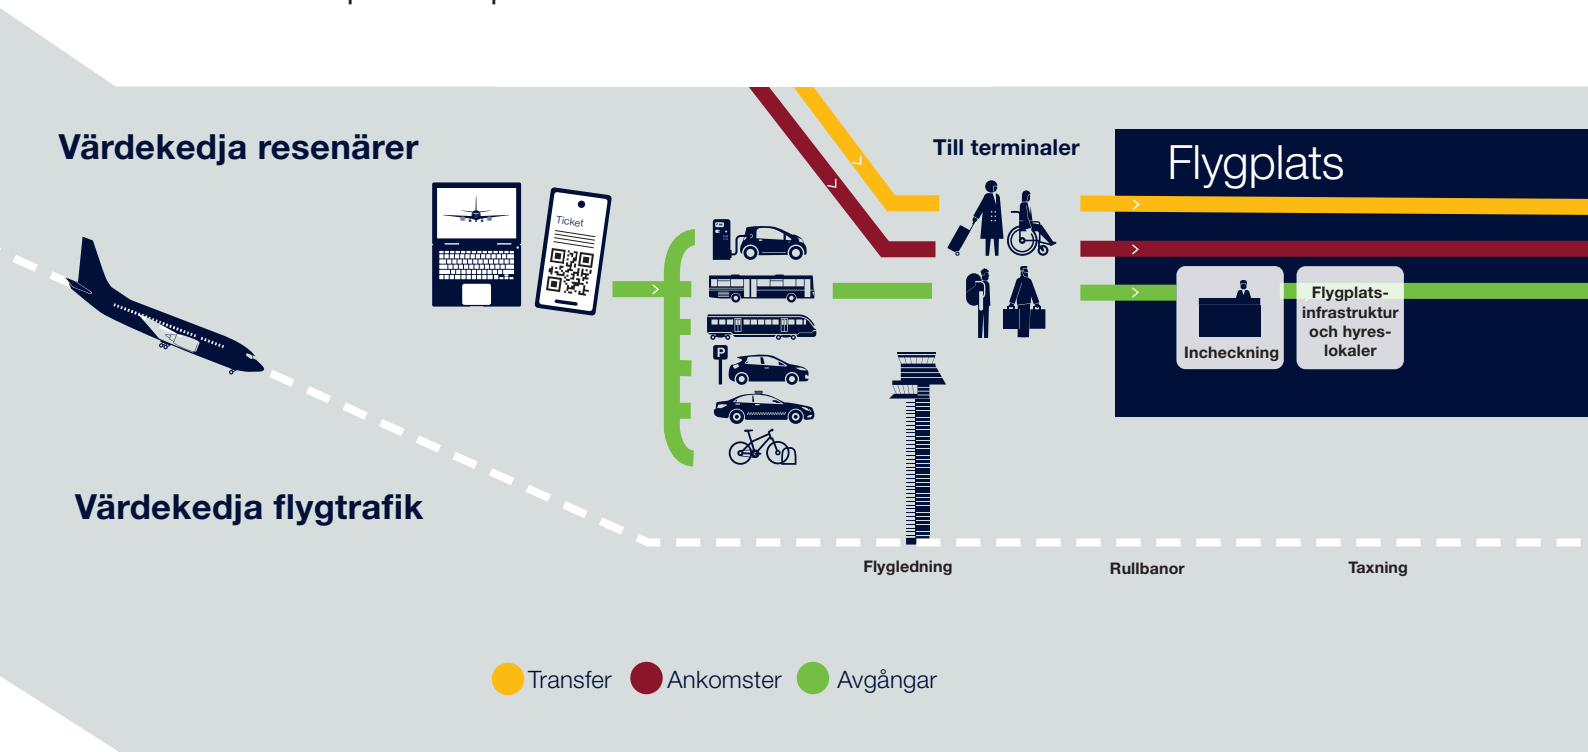 Värdekedja resenärer
Till terminaler
Flygplats
Ticket
P
Incheckning
Flygplats-
infrastruktur
och hyres-
lokaler
Värdekedja flygtrafik
Flygledning
Rullbanor
Taxning
Transfer
Ankomster
Avgångar